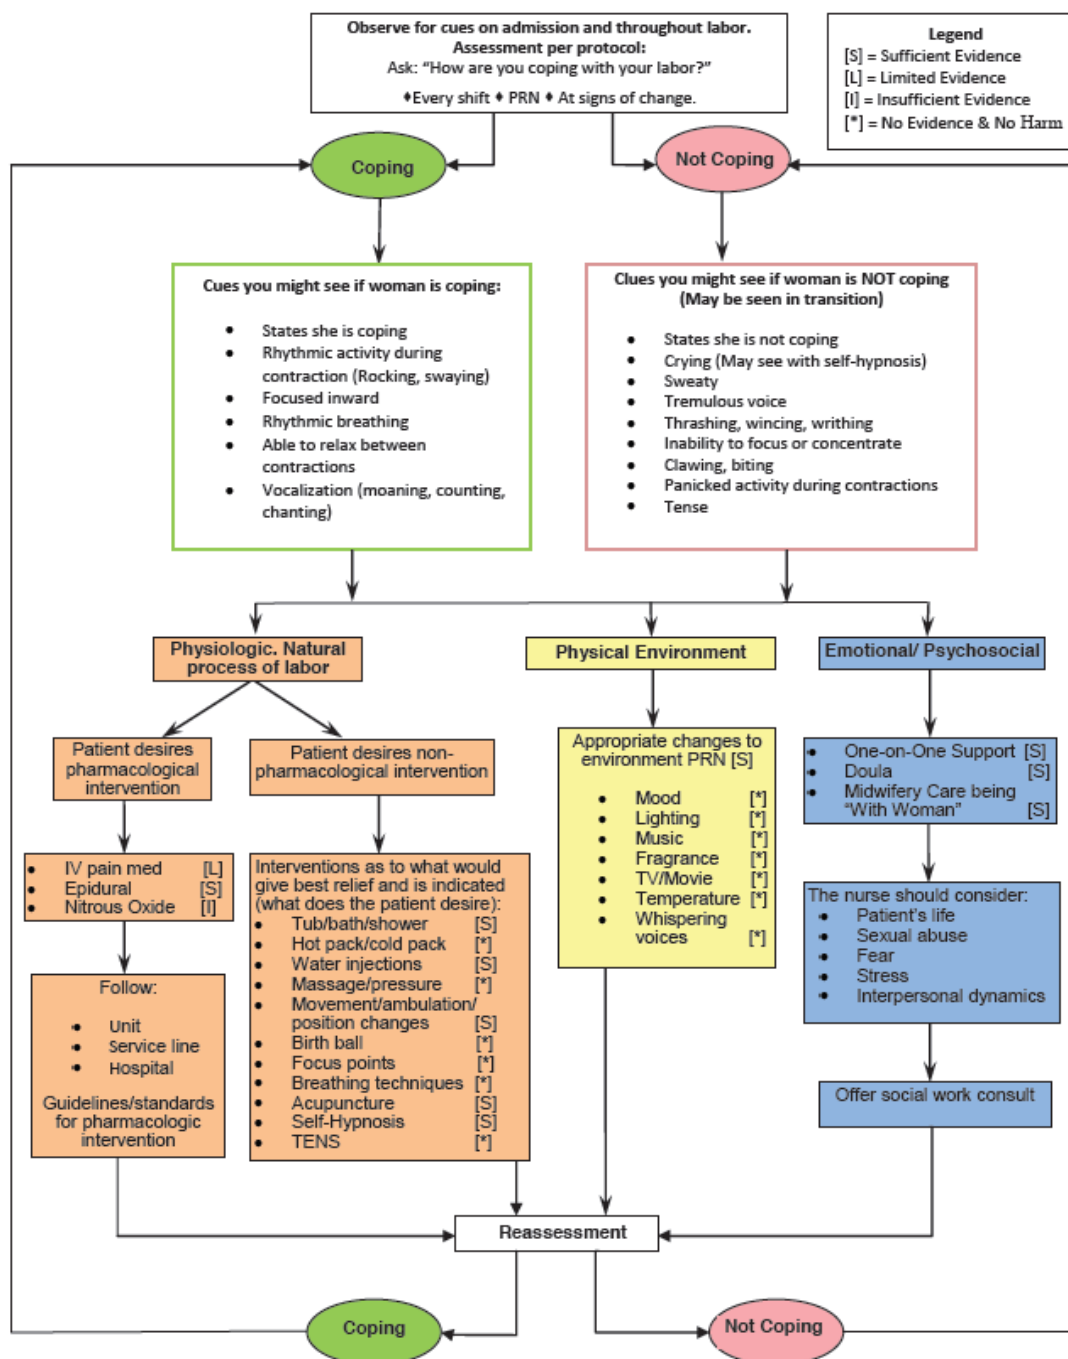 Observe for cues on admission and throughout labor.
Assessment per protocol:
Ask: “How are you coping with your labor?”
♦Every shift ♦ PRN ♦ At signs of change.
Legend
[S] = Sufficient Evidence
[L] = Limited Evidence
[I] = Insufficient Evidence
[*] = No Evidence & No Harm
Coping
Not Coping
Cues you might see if woman is coping:
• States she is coping
• Rhythmic activity during
contraction (Rocking, swaying)
• Focused inward
• Rhythmic breathing
• Able to relax between
contractions
• Vocalization (moaning, counting,
chanting)
Clues you might see if woman is NOT coping
(May be seen in transition)
• States she is not coping
• Crying (May see with self-hypnosis)
• Sweaty
• Tremulous voice
• Thrashing, wincing, writhing
• Inability to focus or concentrate
• Clawing, biting
• Panicked activity during contractions
• Tense
Physiologic. Natural
process of labor
Physical Environment
Emotional/ Psychosocial
Patient desires
pharmacological
intervention
Patient desires non-
pharmacological intervention
• IV pain med [L]
• Epidural [S]
• Nitrous Oxide [I]
Follow:
• Unit
• Service line
• Hospital
Guidelines/standards
for pharmacologic
intervention
Interventions as to what would
give best relief and is indicated
(what does the patient desire):
• Tub/bath/shower [S]
• Hot pack/cold pack [*]
• Water injections [S]
• Massage/pressure [*]
• Movement/ambulation/
position changes [S]
• Birth ball [*]
• Focus points [*]
• Breathing techniques [*]
• Acupuncture [S]
• Self-Hypnosis [S]
• TENS [*]
Appropriate changes to
environment PRN [S]
• Mood [*]
• Lighting [*]
• Music [*]
• Fragrance [*]
• TV/Movie [*]
• Temperature [*]
• Whispering
voices [*]
• One-on-One Support [S]
• Doula [S]
• Midwifery Care being
“With Woman” [S]
The nurse should consider:
• Patient’s life
• Sexual abuse
• Fear
• Stress
• Interpersonal dynamics
Offer social work consult
Reassessment
Coping
Not Coping